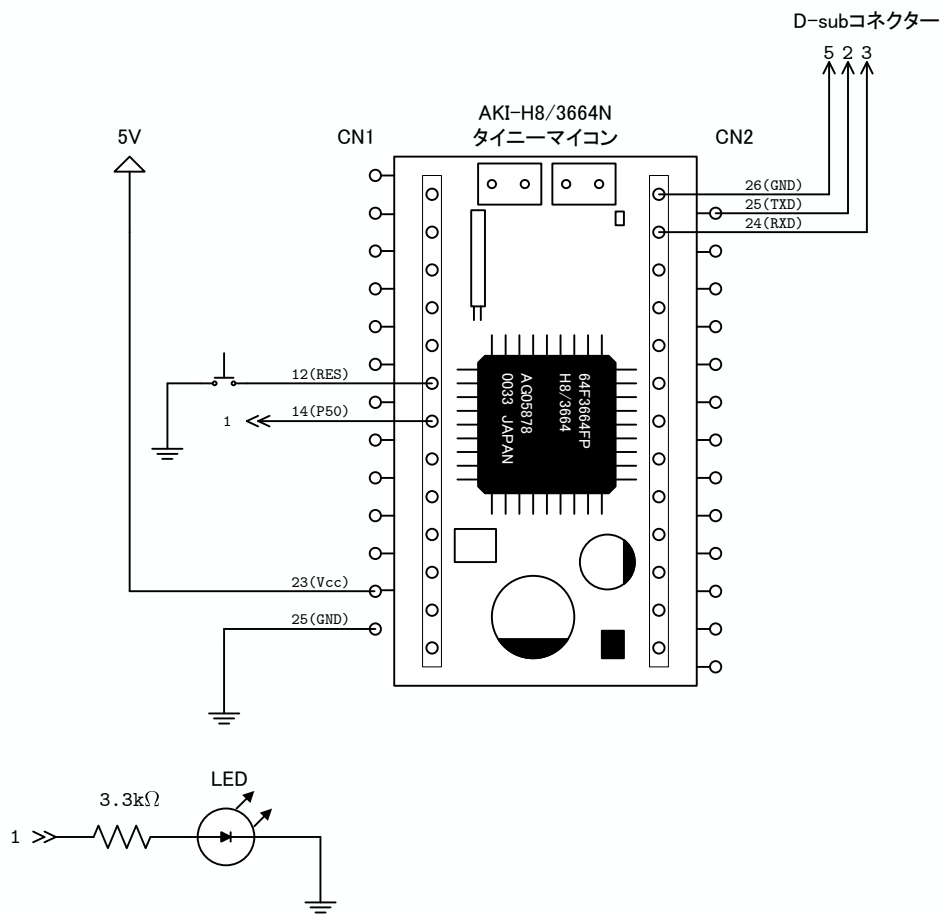 D-subコネクター
5 2 3
AKI-H8/3664N
タイニーマイコン
5V
CN1
CN2
26(GND)
25(TXD)
24(RXD)
12(RES)
14(P50)
1
64F3664FP
H8/3664
AG05878
0033 JAPAN
23(Vcc)
25(GND)
LED
3.3kΩ
1